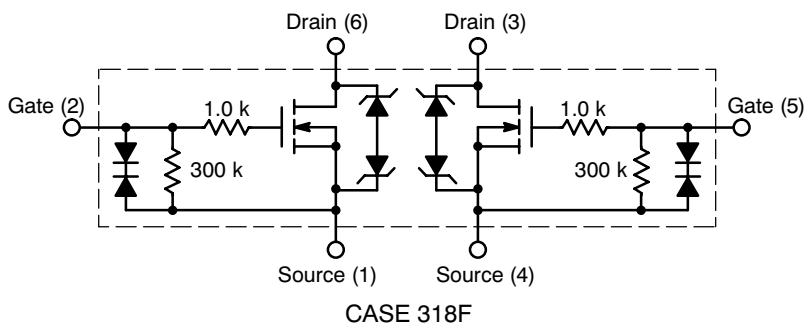 Drain (6) Drain (3)
Gate (2) 1.0 k 1.0 k Gate (5)
300 k 300 k
Source (1) Source (4)
CASE 318F